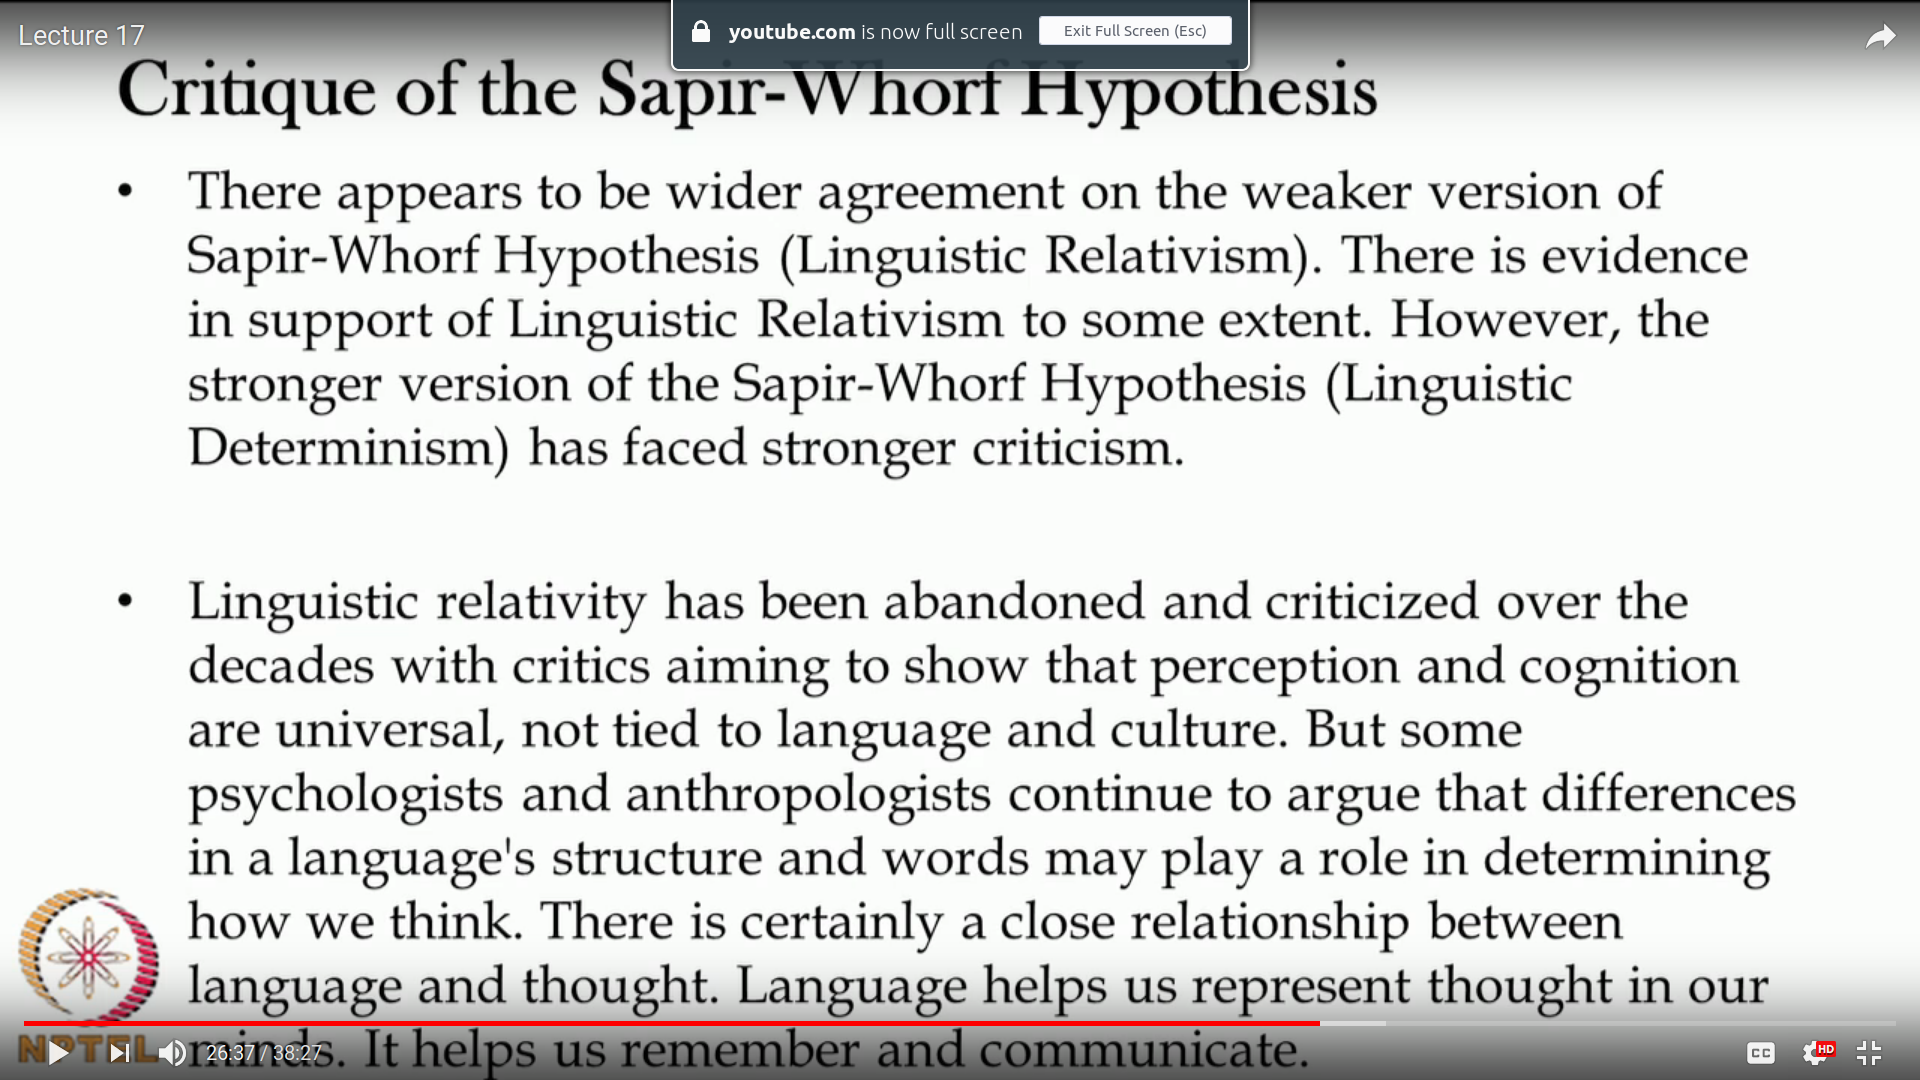 Lecture 17
youtube.com is now full screen
Exit Full Screen (Esc)
Critique of the Sapir-Whorf Hypothesis
• There appears to be wider agreement on the weaker version of
Sapir-Whorf Hypothesis (Linguistic Relativism). There is evidence
in support of Linguistic Relativism to some extent. However, the
stronger version of the Sapir-Whorf Hypothesis (Linguistic
Determinism) has faced stronger criticism.
• Linguistic relativity has been abandoned and criticized over the
decades with critics aiming to show that perception and cognition
are universal, not tied to language and culture. But some
psychologists and anthropologists continue to argue that differences
in a language's structure and words may play a role in determining
how we think. There is certainly a close relationship between
language and thought. Language helps us represent thought in our
minds. It helps us remember and communicate.
NPTEL
26:37 / 38:27
CC
HD